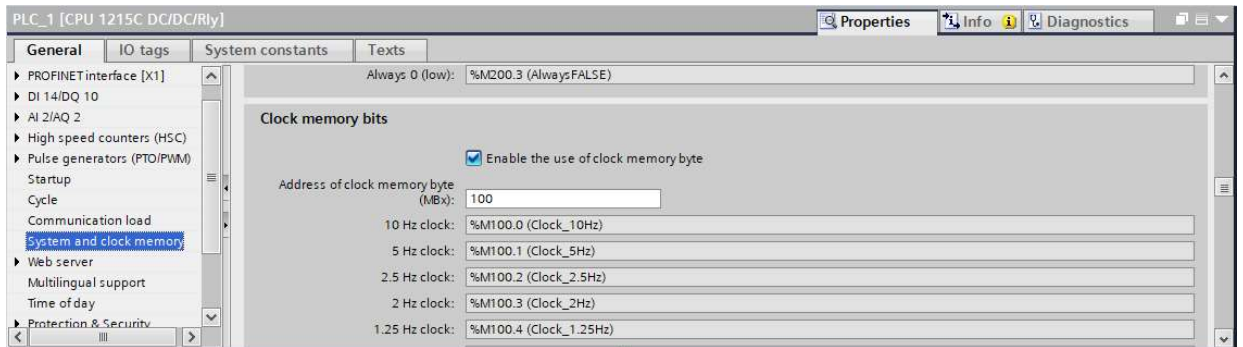 PLC_1 [CPU 1215C DC/DC/Rly]
Properties
Info
Diagnostics
General
IO tags
System constants
Texts
PROFINET interface [X1]
DI 14/DQ 10
AI 2/AQ 2
High speed counters (HSC)
Pulse generators (PTO/PWM)
Startup
Cycle
Communication load
System and clock memory
Web server
Multilingual support
Time of day
Protection & Security
Always 0 (low): %M200.3 (AlwaysFALSE)
Clock memory bits
Enable the use of clock memory byte
Address of clock memory byte
(MBx): 100
10 Hz clock: %M100.0 (Clock_10Hz)
5 Hz clock: %M100.1 (Clock_5Hz)
2.5 Hz clock: %M100.2 (Clock_2.5Hz)
2 Hz clock: %M100.3 (Clock_2Hz)
1.25 Hz clock: %M100.4 (Clock_1.25Hz)